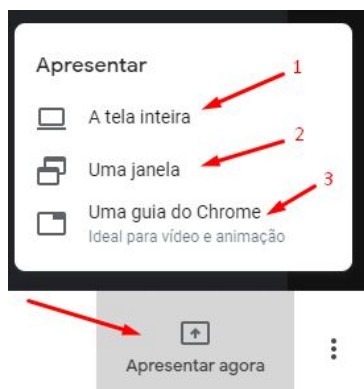 Apresentar
1
A tela inteira
2
Uma janela
3
Uma guia do Chrome
Ideal para vídeo e animação
Apresentar agora